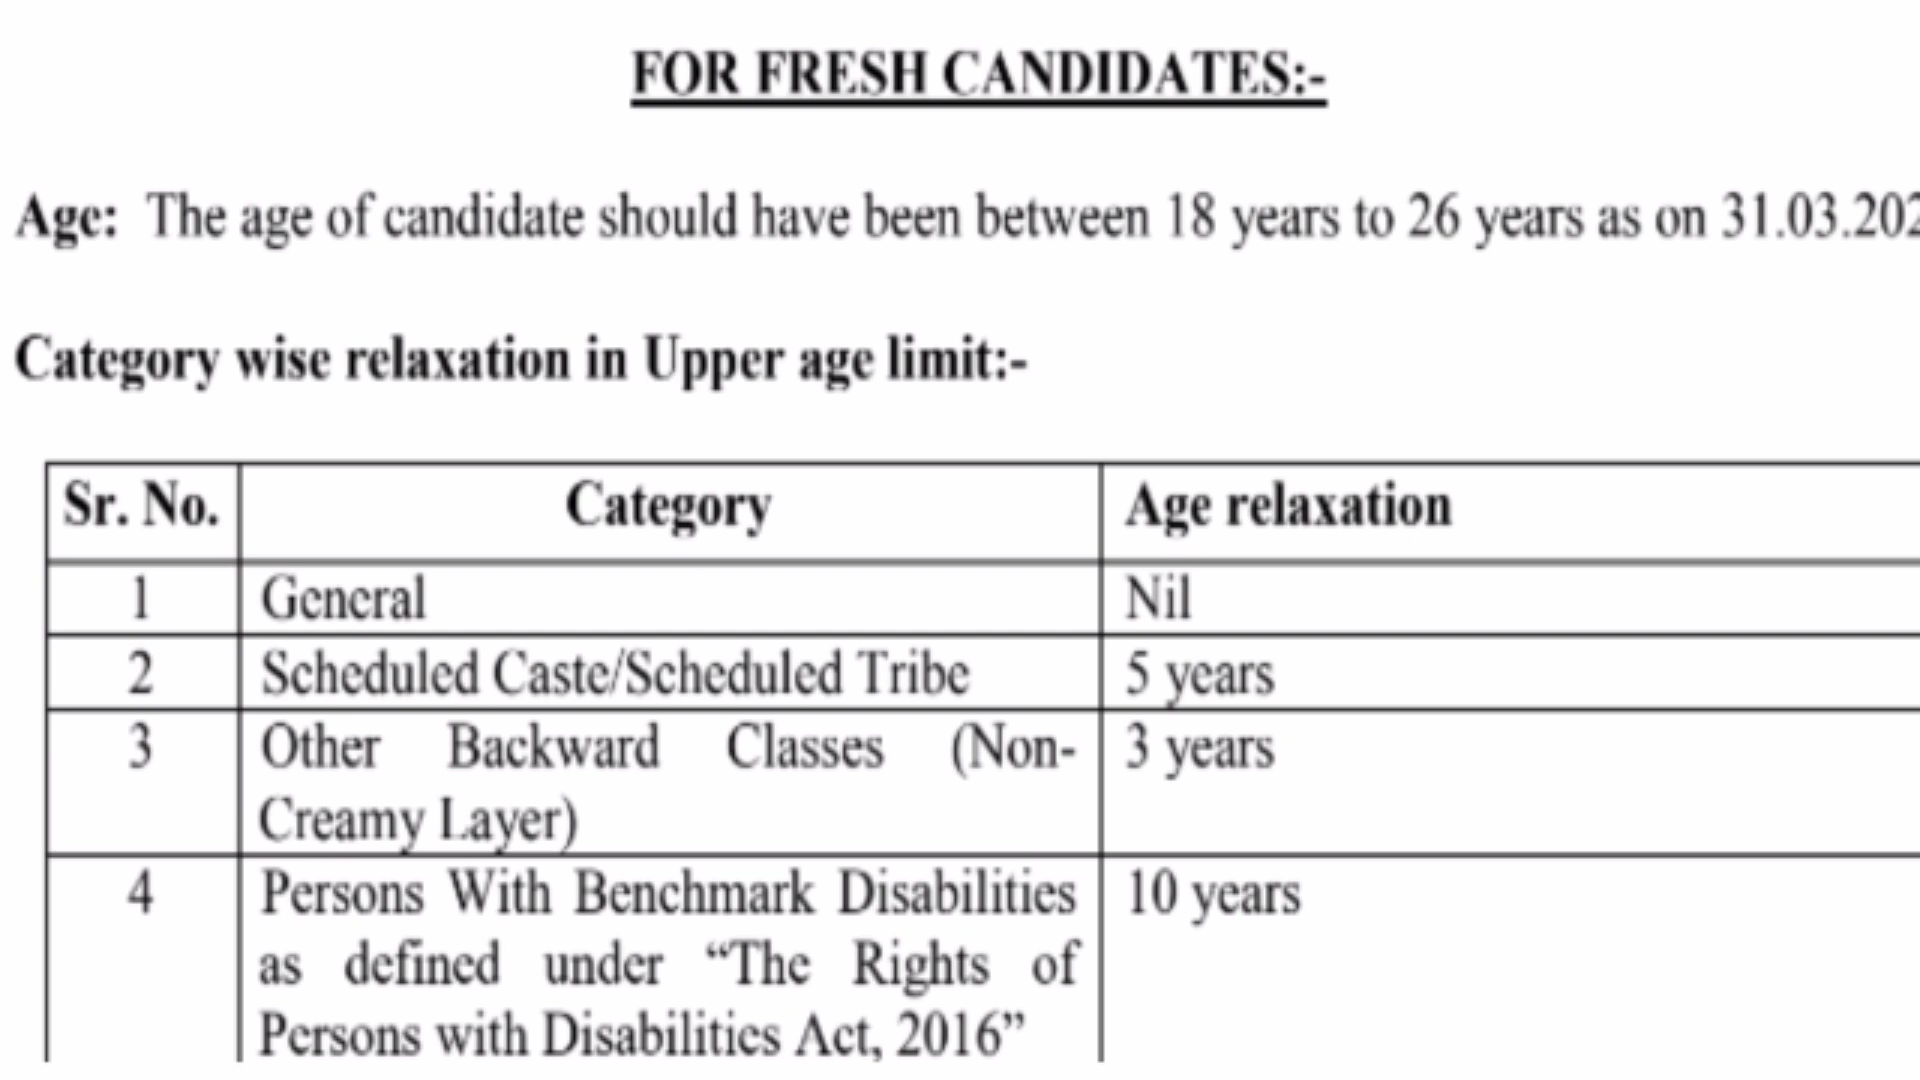 FOR FRESH CANDIDATES:-
Age: The age of candidate should have been between 18 years to 26 years as on 31.03.202
Category wise relaxation in Upper age limit:-
Sr. No. Category Age relaxation
1 General Nil
2 Scheduled Caste/Scheduled Tribe 5 years
3 Other Backward Classes (Non- 3 years
Creamy Layer)
4 Persons With Benchmark Disabilities 10 years
as defined under “The Rights of
Persons with Disabilities Act, 2016”